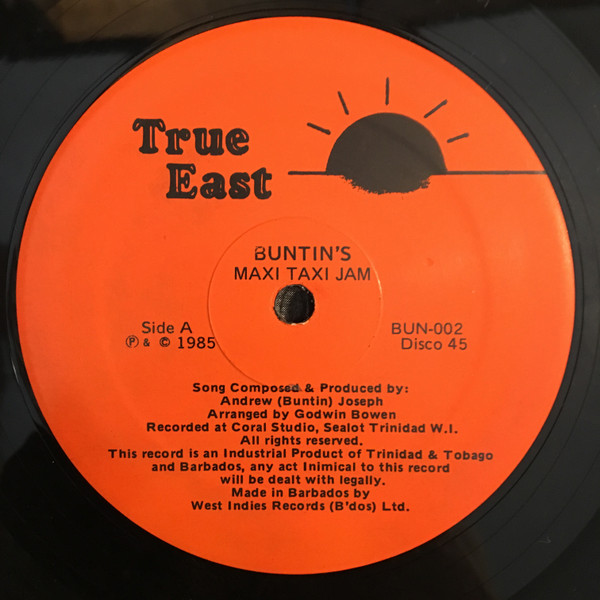 True
East
BUNTIN'S
MAXI TAXI JAM
Side A
℗ & © 1985
BUN-002
Disco 45
Song Composed & Produced by:
Andrew (Buntin) Joseph
Arranged by Godwin Bowen
Recorded at Coral Studio, Sealot Trinidad W.I.
All rights reserved.
This record is an Industrial Product of Trinidad & Tobago
and Barbados, any act Inimical to this record
will be dealt with legally.
Made in Barbados by
West Indies Records (B'dos) Ltd.